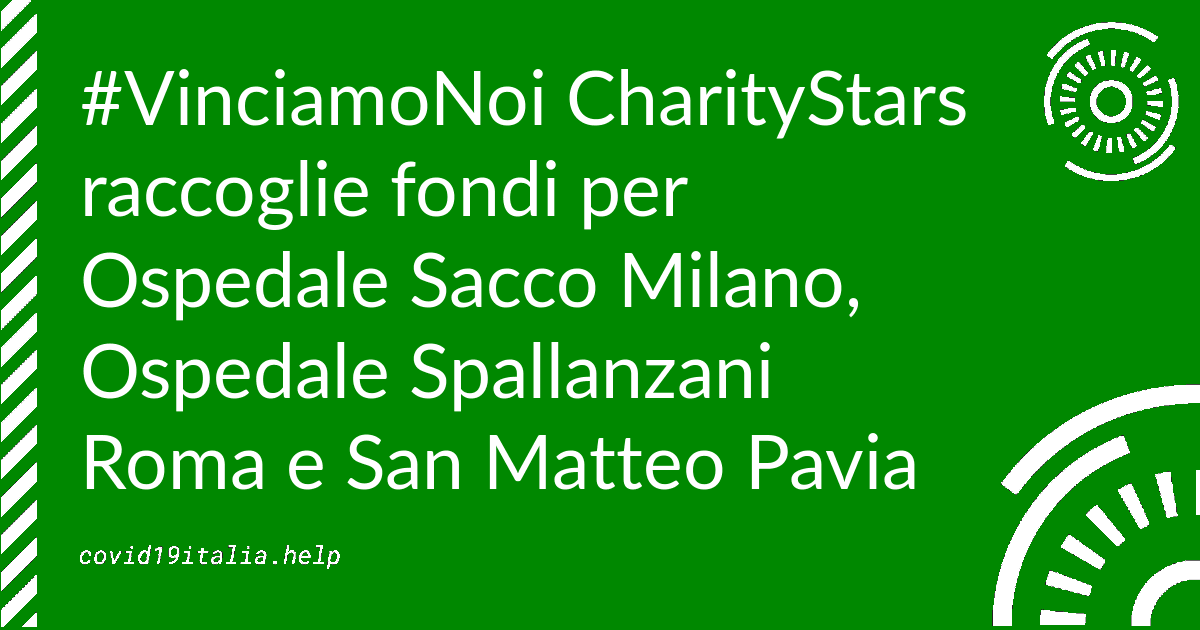 #VinciamoNoi CharityStars
raccoglie fondi per
Ospedale Sacco Milano,
Ospedale Spallanzani
Roma e San Matteo Pavia
covid19italia.help